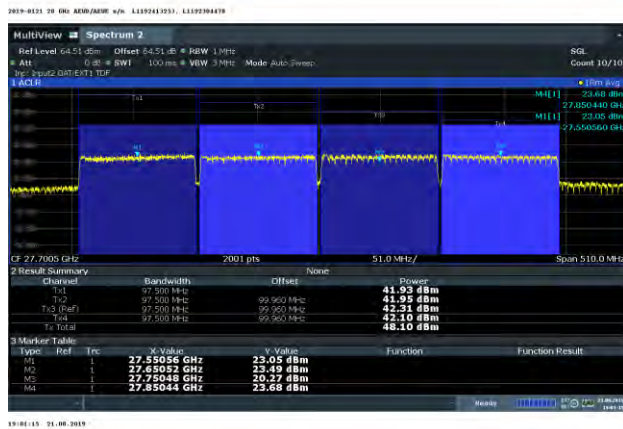 2019-0121 20 GHz AEUD/AEUE s/n
MultiView Spectrum 2
Ref Level 64.51 dBm Offset 64.51 dB RBW 1 MHz SGL
Att 0 dB SWT 100 ms VBW 3 MHz Mode Auto Sweep Count 10/10
1 ACLR 1Rm Avg
Tx1 M4[1] 23.68 dBm
Tx2 27.850440 GHz
M1[1] 23.05 dBm
Tx4 27.550560 GHz
CF 27.7005 GHz 2001 pts 51.0 MHz/ Span 510.0 MHz
2 Result Summary None
Channel Bandwidth Offset Power
Tx1 97.500 MHz 41.93 dBm
Tx2 97.500 MHz 99.960 MHz 41.95 dBm
Tx3 (Ref) 97.500 MHz 99.960 MHz 42.31 dBm
Tx4 97.500 MHz 99.960 MHz 42.10 dBm
Tx Total 48.10 dBm
3 Marker Table
Type Ref Trc X-Value Y-Value Function Function Result
M1 1 27.55056 GHz 23.05 dBm
M2 1 27.65052 GHz 23.49 dBm
M3 1 27.75048 GHz 20.27 dBm
M4 1 27.85044 GHz 23.68 dBm
Ready
19:01:15 21.08.2019